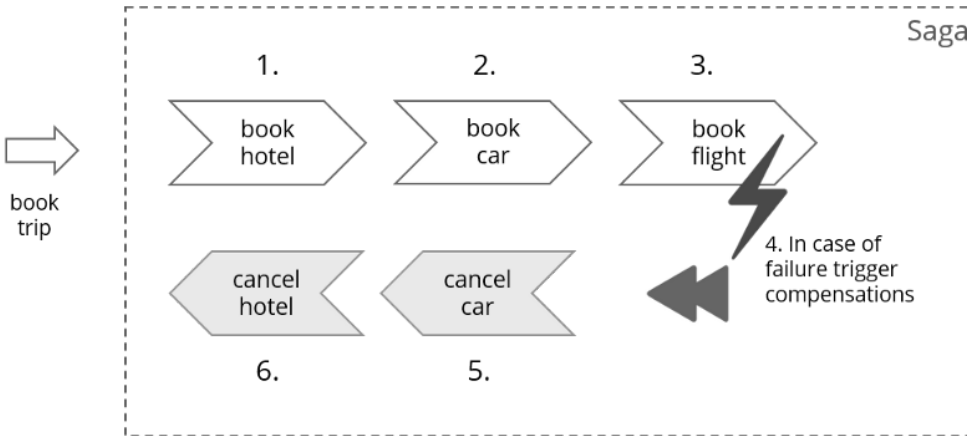 Saga
1.
2.
3.
book
hotel
book
car
book
flight
book
trip
4. In case of
failure trigger
compensations
cancel
hotel
cancel
car
6.
5.